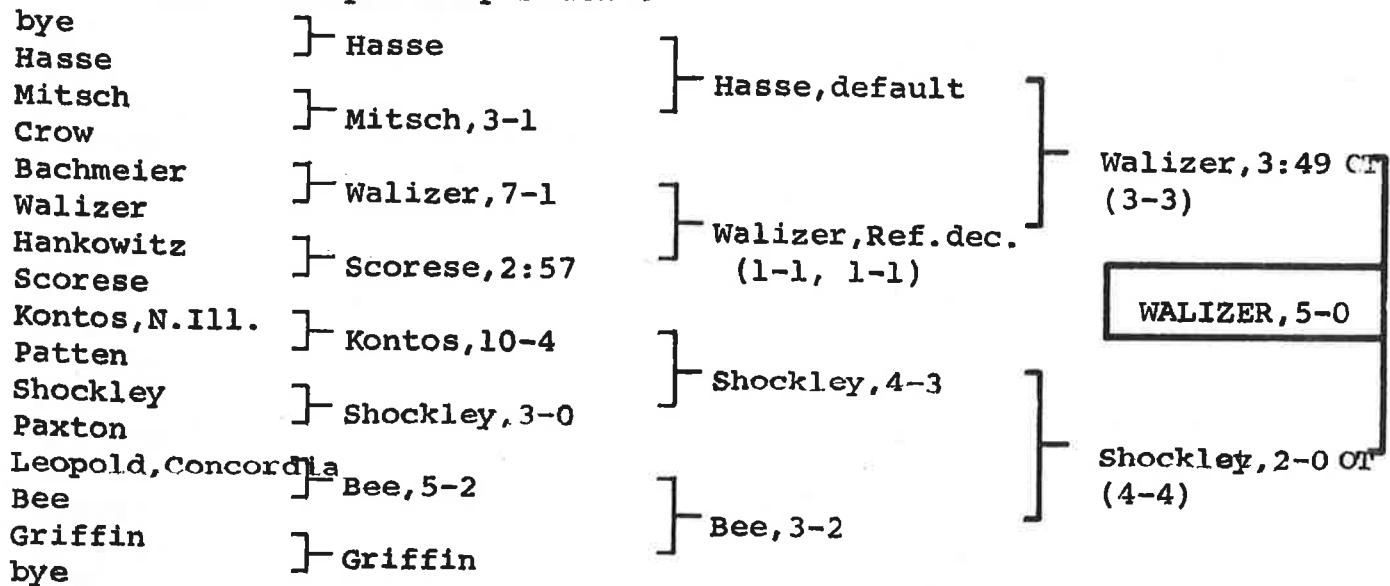 bye
Hasse
Mitsch
Crow
Bachmeier
Walizer
Hankowitz
Scorese
Kontos,N.Ill.
Patten
Shockley
Paxton
Leopold,Concordia
Bee
Griffin
bye
Hasse
Mitsch,3-1
Walizer,7-1
Scorese,2:57
Kontos,10-4
Shockley,3-0
Bee,5-2
Griffin
Hasse,default
Walizer,Ref.dec.
(1-1, 1-1)
Shockley,4-3
Bee,3-2
Walizer,3:49 OT
(3-3)
Shockley,2-0 OT
(4-4)
WALIZER,5-0